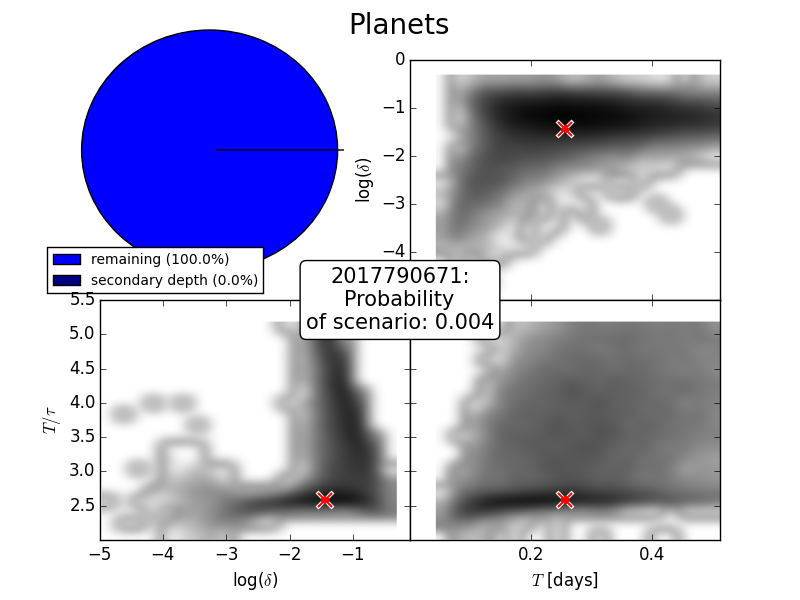 Planets
remaining (100.0%)
secondary depth (0.0%)
0
−1
−2
−3
−4
log(δ)
2017790671:
Probability
of scenario: 0.004
5.5
5.0
4.5
4.0
3.5
3.0
2.5
T/τ
−5
−4
−3
−2
−1
log(δ)
0.2
0.4
T [days]